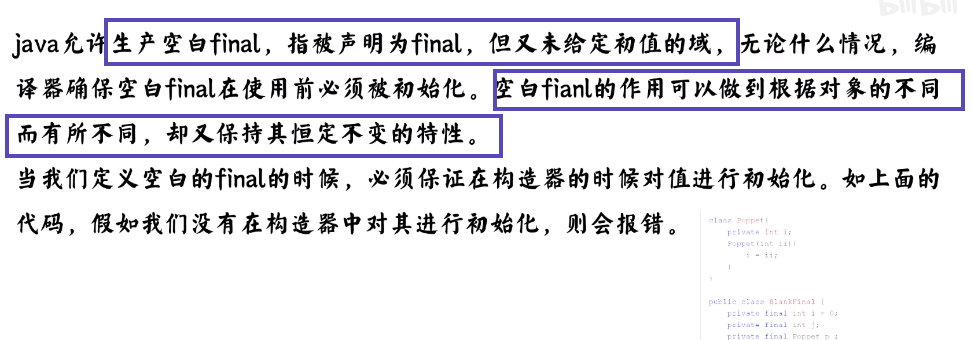 bilibili
java允许生产空白final，指被声明为final，但又未给定初值的域，无论什么情况，编
译器确保空白final在使用前必须被初始化。空白fianl的作用可以做到根据对象的不同
而有所不同，却又保持其恒定不变的特性。
当我们定义空白的final的时候，必须保证在构造器的时候对值进行初始化。如上面的
代码，假如我们没有在构造器中对其进行初始化，则会报错。
class Poppet{
private int i;
Poppet(int ii){
i = ii;
}
}
public class BlankFinal {
private final int i = 0;
private final int j;
private final Poppet p ;